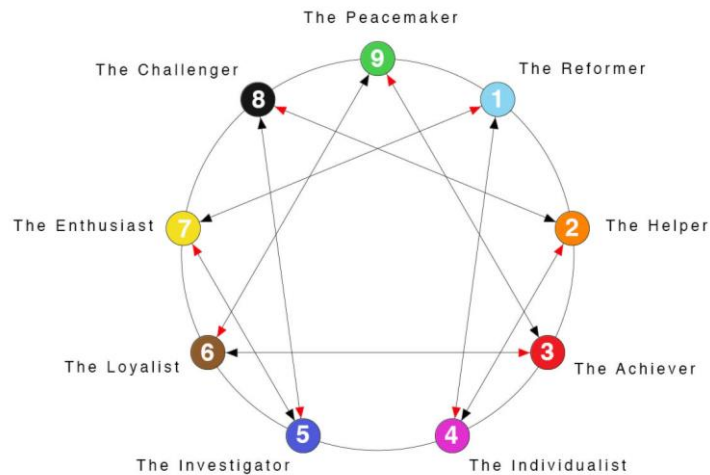 The Peacemaker
9
The Challenger
8
The Reformer
1
The Enthusiast
7
2
The Helper
The Loyalist
6
3
The Achiever
5
The Investigator
4
The Individualist